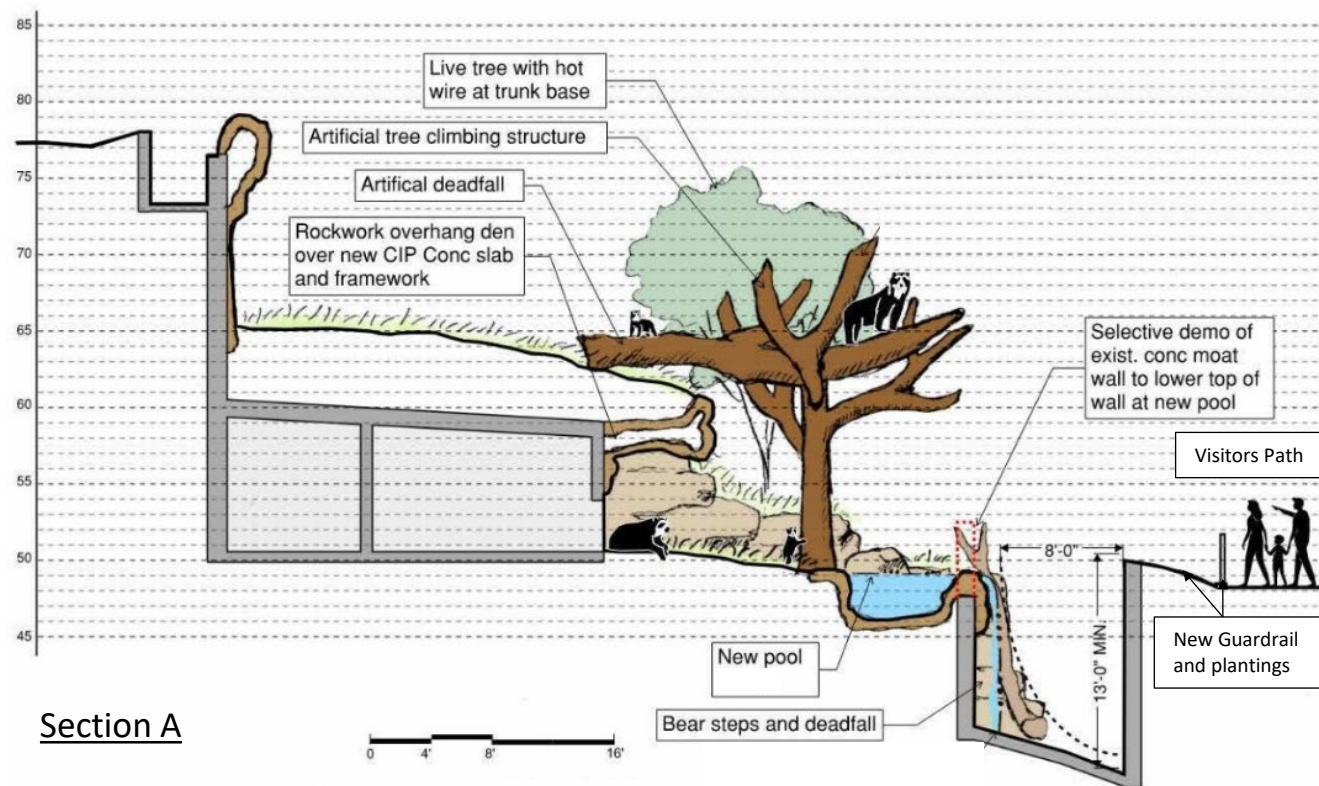 85
80
75
70
65
60
55
50
45
Live tree with hot
wire at trunk base
Artificial tree climbing structure
Artifical deadfall
Rockwork overhang den
over new CIP Conc slab
and framework
Selective demo of
exist. conc moat
wall to lower top of
wall at new pool
Visitors Path
8'-0"
13'-0" MIN.
New Guardrail
and plantings
New pool
Bear steps and deadfall
Section A
0 4' 8' 16'